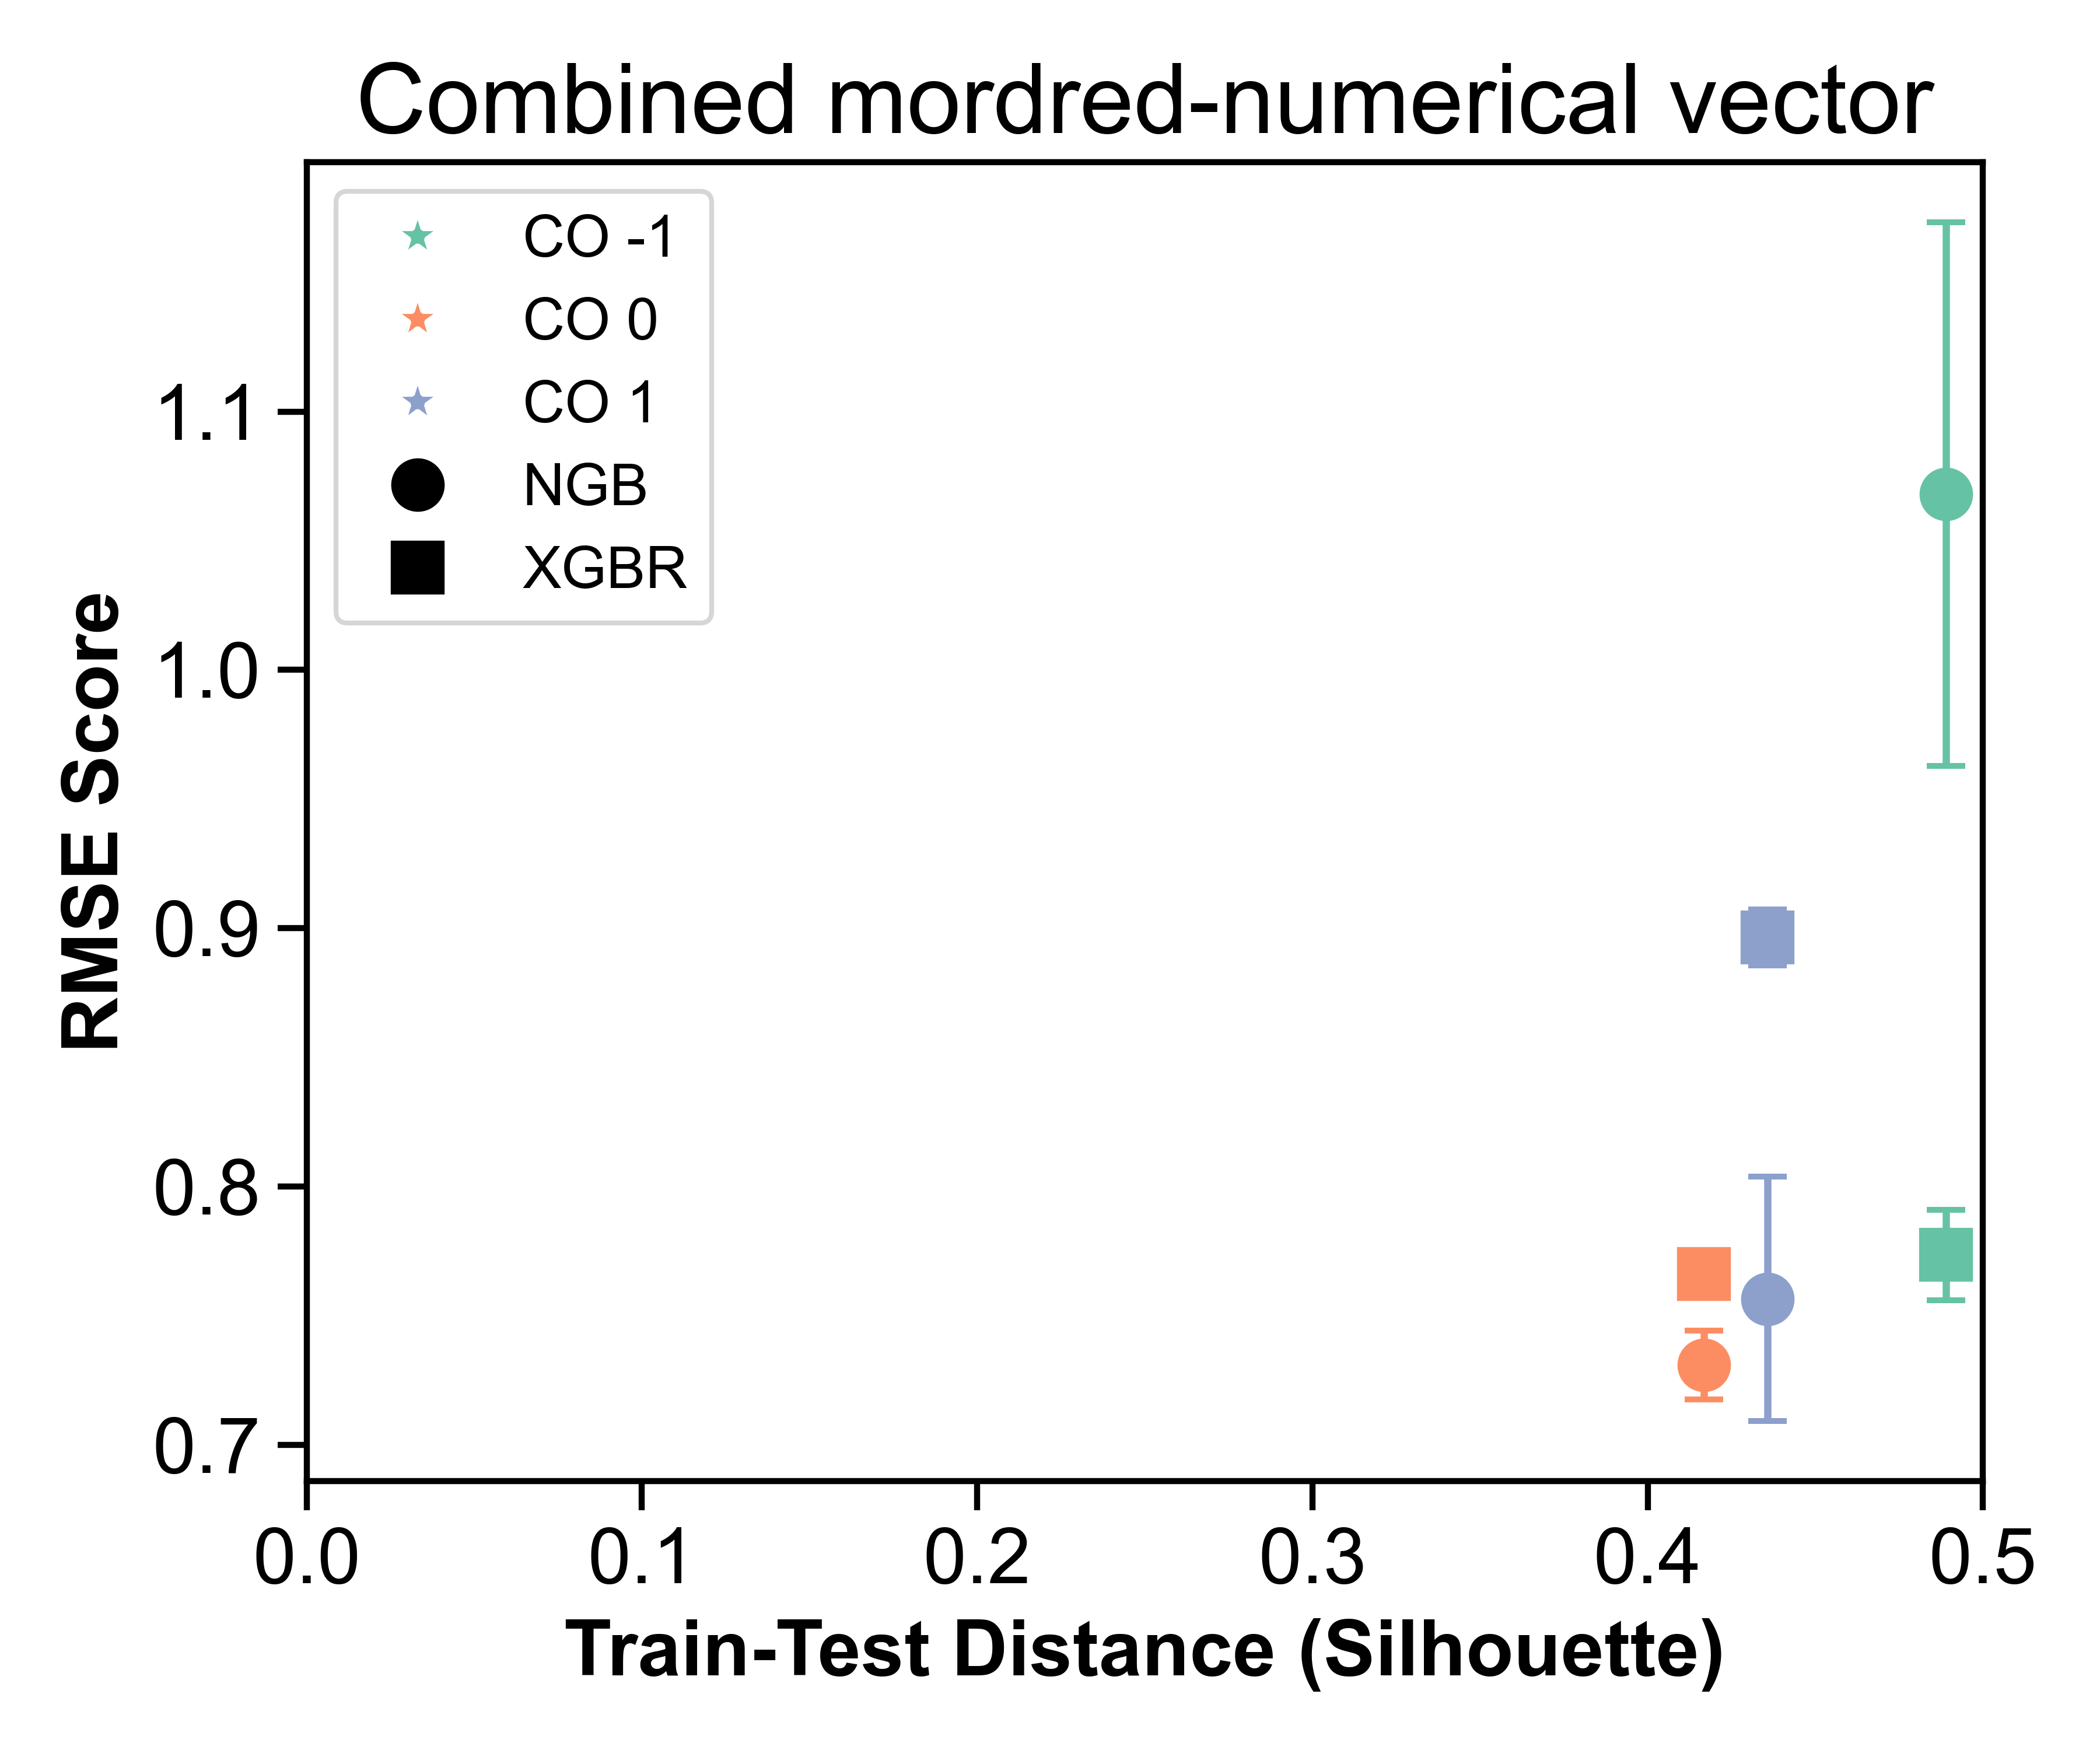 Combined mordred-numerical vector
CO -1
CO 0
CO 1
NGB
XGBR
RMSE Score
1.1
1.0
0.9
0.8
0.7
0.0 0.1 0.2 0.3 0.4 0.5
Train-Test Distance (Silhouette)